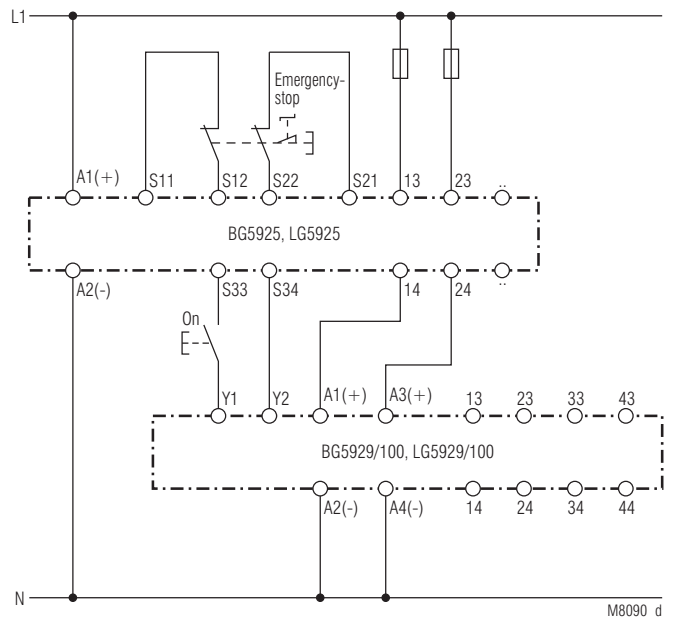 L1
Emergency-
stop
A1(+) S11 S12 S22 S21 13 23 ..
BG5925, LG5925
A2(-) S33 S34 14 24 ..
On
Y1 Y2 A1(+) A3(+) 13 23 33 43
BG5929/100, LG5929/100
A2(-) A4(-) 14 24 34 44
N
M8090 d